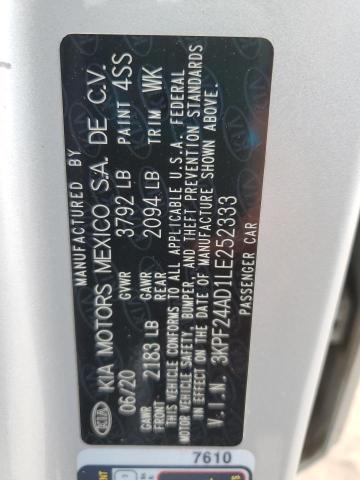 MANUFACTURED BY
KIA KIA MOTORS MEXICO S.A. DE C.V.
06/20 GVWR 3792 LB PAINT 4SS
GAWR FRONT: 2183 LB GAWR REAR: 2094 LB TRIM WK
THIS VEHICLE CONFORMS TO ALL APPLICABLE U.S.A. FEDERAL
MOTOR VEHICLE SAFETY, BUMPER, AND THEFT PREVENTION STANDARDS
IN EFFECT ON THE DATE OF MANUFACTURE SHOWN ABOVE.
V.I.N. 3KPF24AD1LE252333
PASSENGER CAR
7610